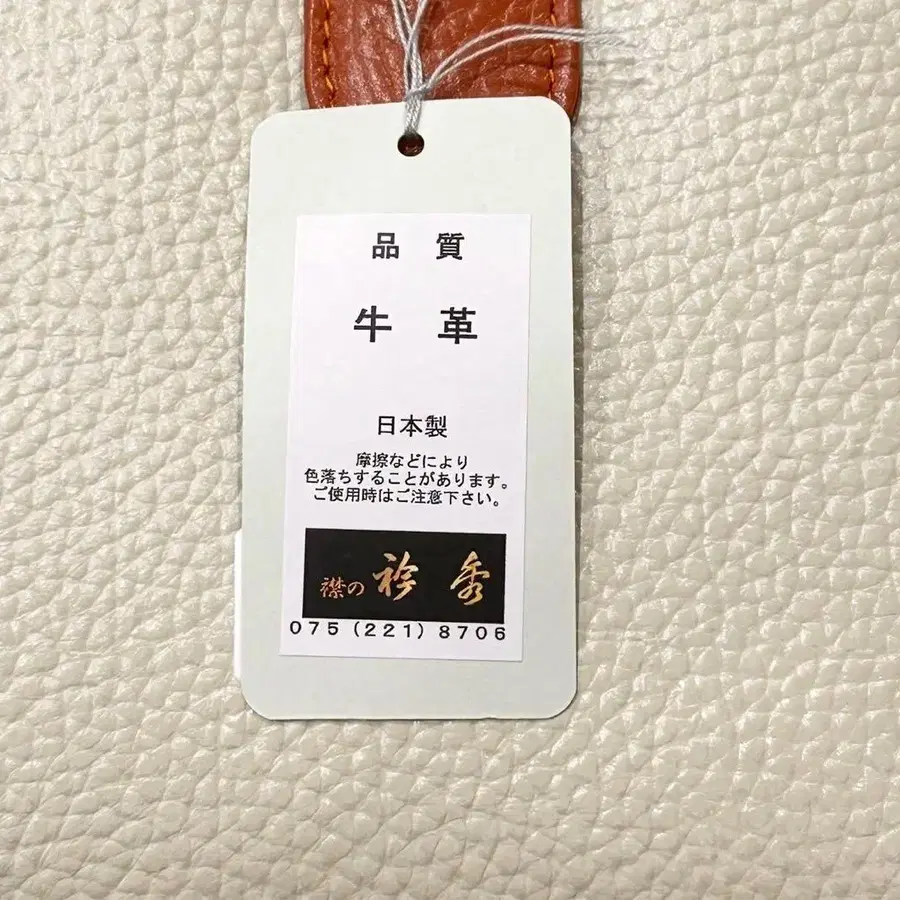 品 質
牛 革
日本製
摩擦などにより
色落ちすることがあります。
ご使用時はご注意下さい。
襟の 衿秀
075(221)8706